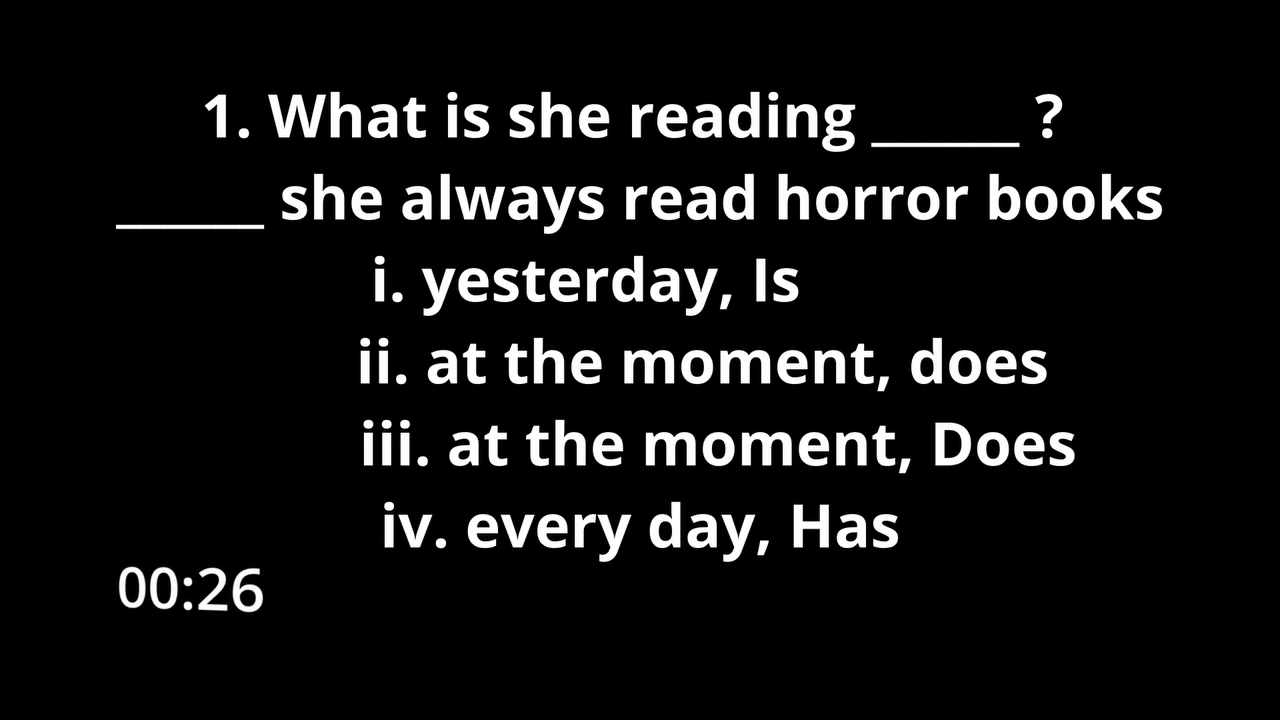 1. What is she reading ______ ?
______ she always read horror books
i. yesterday, Is
ii. at the moment, does
iii. at the moment, Does
iv. every day, Has
00:26